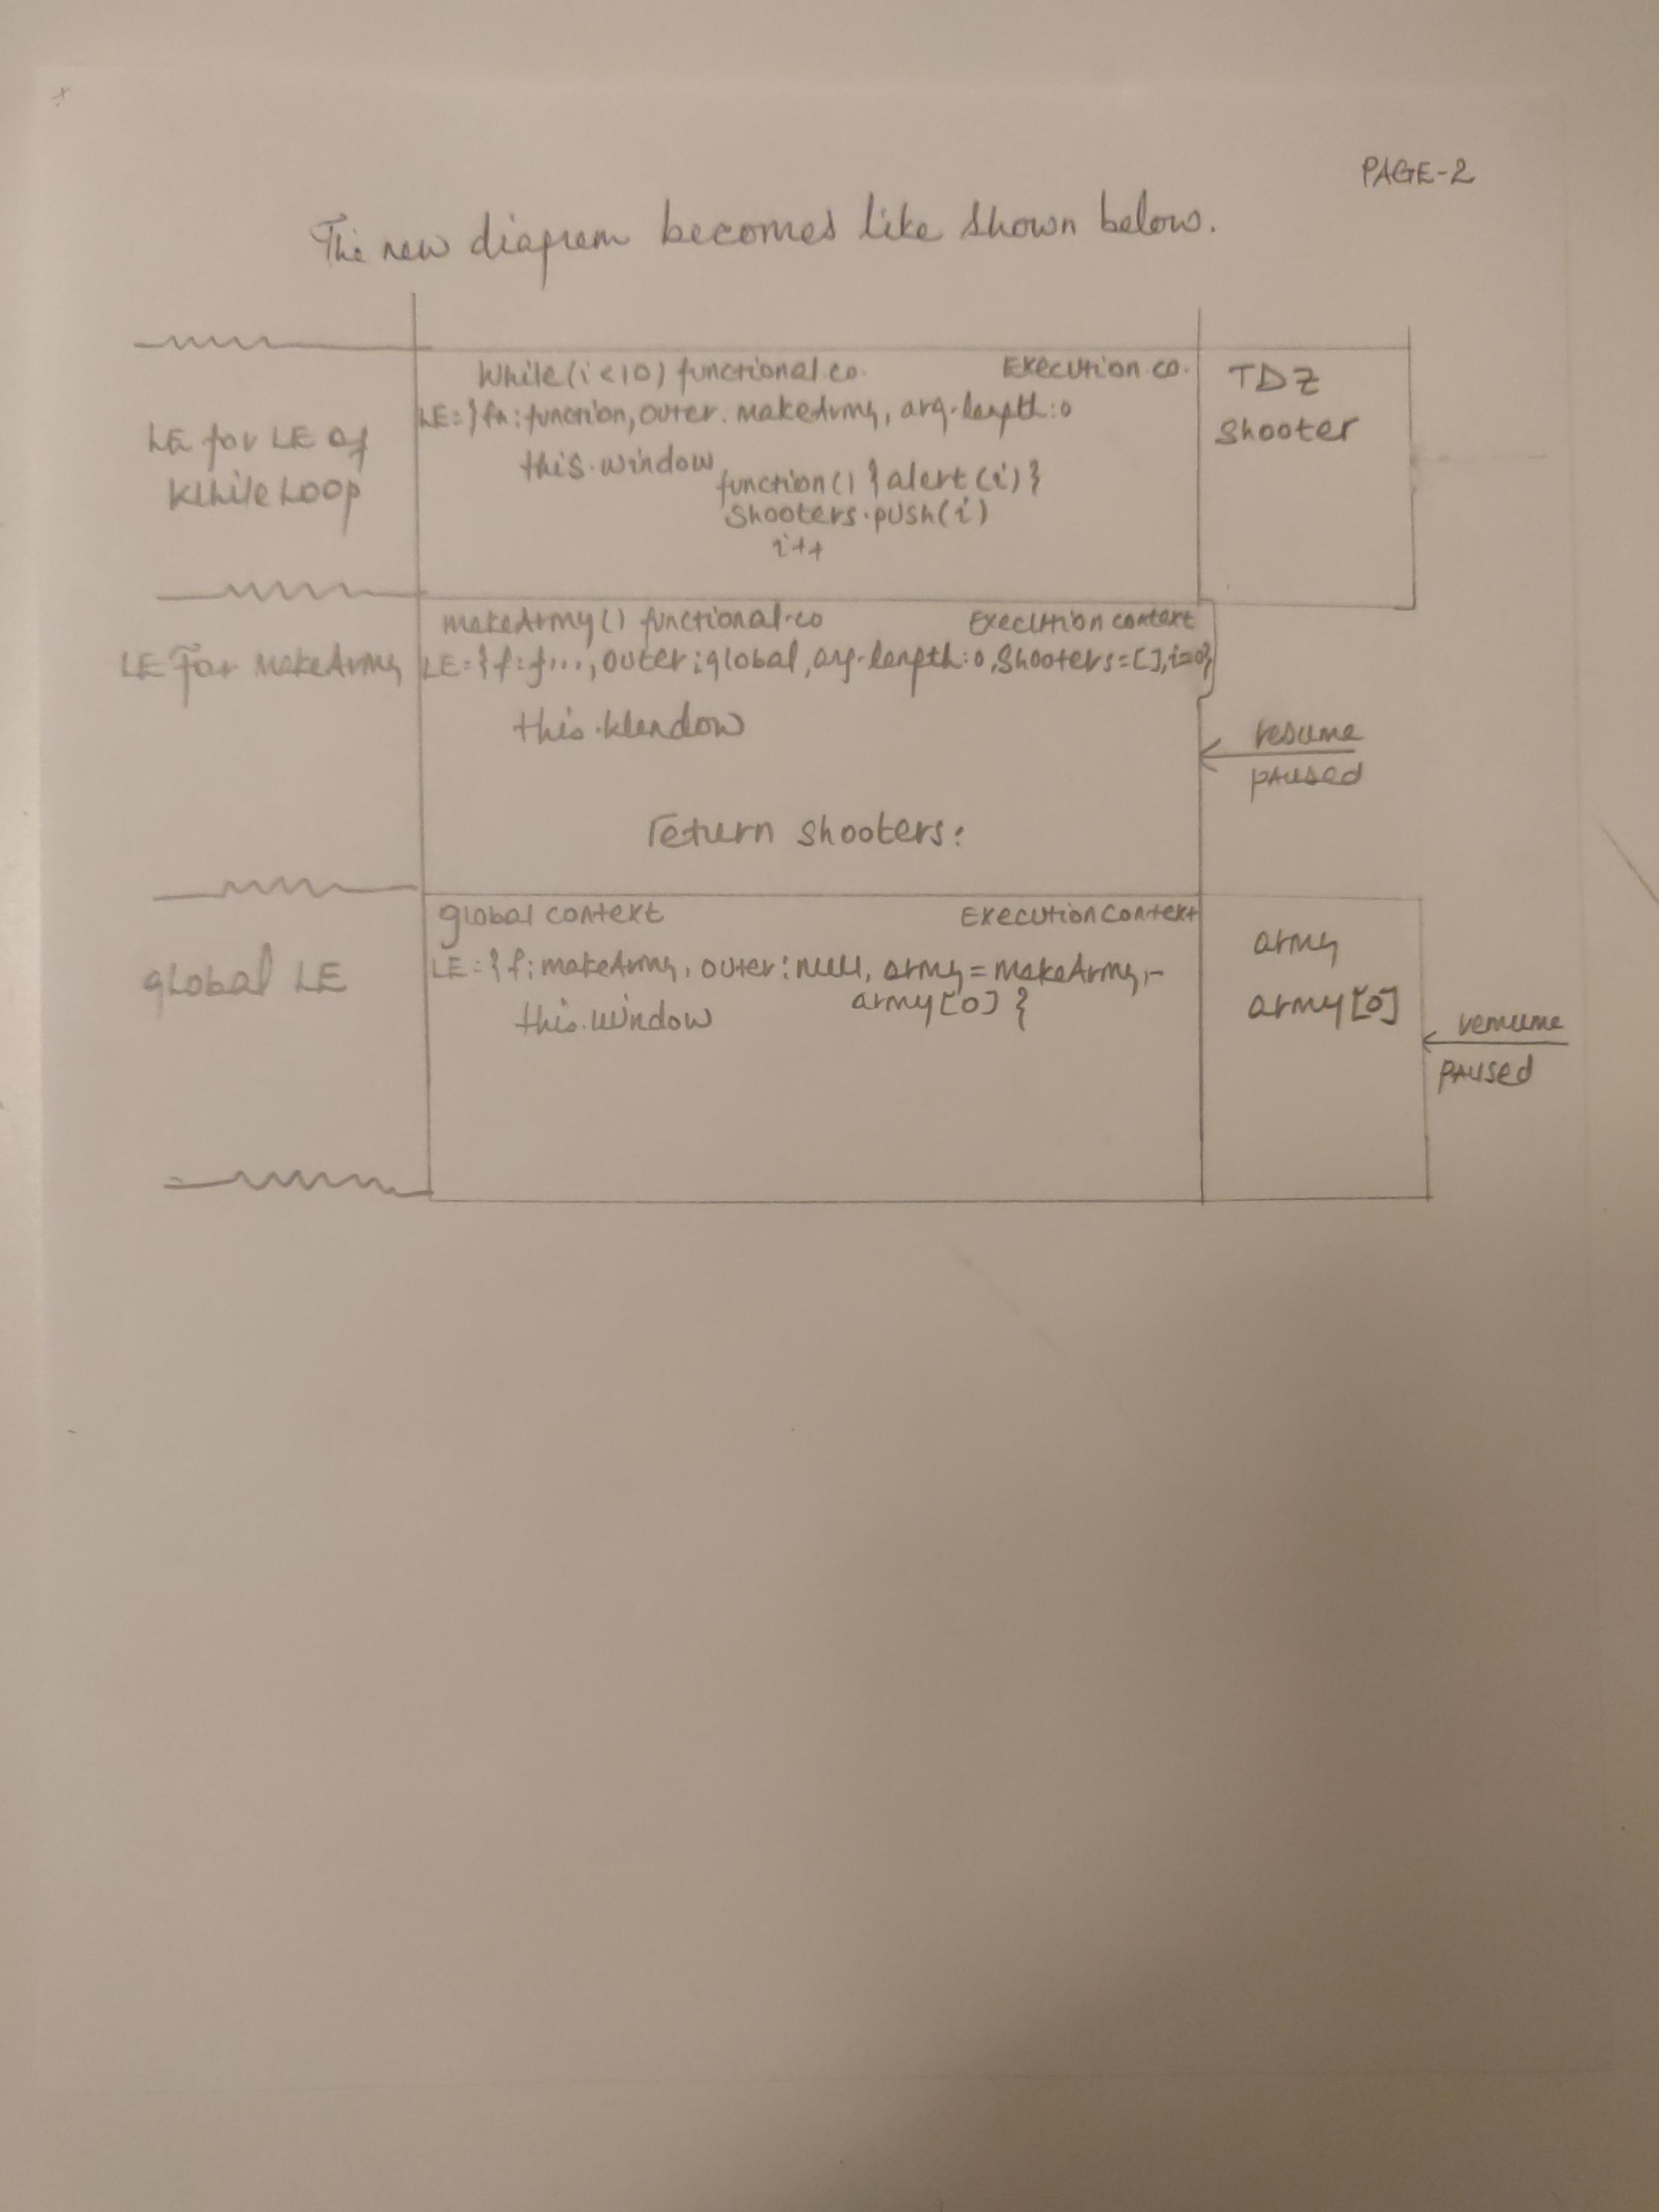 PAGE-2
The new diagram becomes like shown below.
While(i<10) functional.co. Execution co.
TDZ
LE={fn:function, outer. makeArmy, arg.length:0
shooter
LE for LE of
While Loop
this.window
function() {alert(i)}
shooters.push(i)
i++
makeArmy() functional.co Execution context
LE for makeArmy
LE={f:f..., outer:global, arg.length:0, shooters=[], i=0}
this.window
resume
paused
return shooters;
global context Execution Context
army
global LE
LE={f:makeArmy, outer:null, army=makeArmy,-
army[0] }
this.window
army[0]
paused